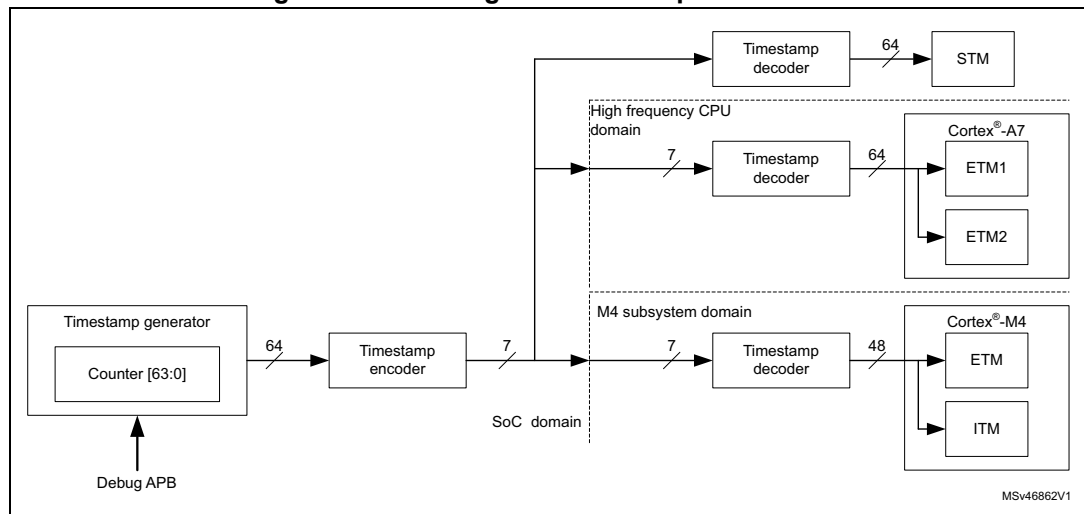 Timestamp
decoder
64
STM
High frequency CPU
domain
7
Timestamp
decoder
64
Cortex®-A7
ETM1
ETM2
Timestamp generator
Counter [63:0]
64
Timestamp
encoder
7
M4 subsystem domain
7
Timestamp
decoder
48
Cortex®-M4
ETM
ITM
SoC domain
Debug APB
MSv46862V1